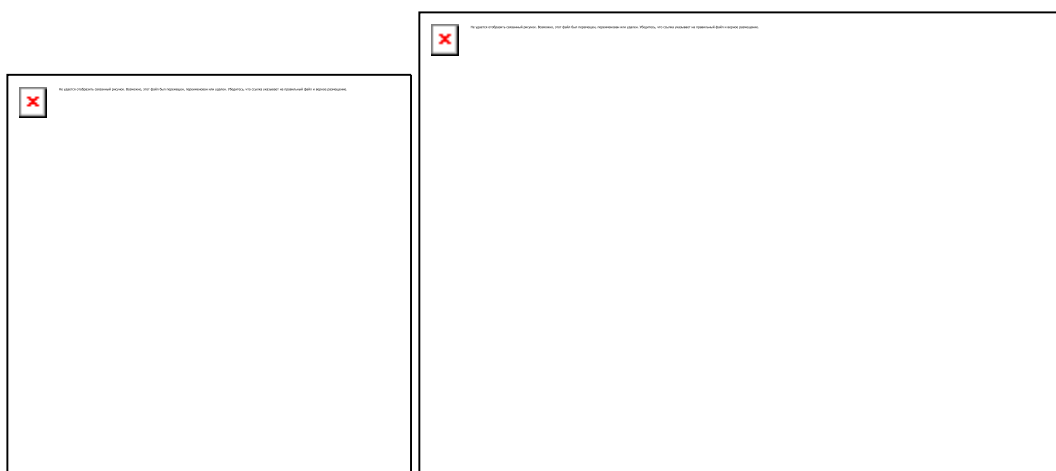 Не удается отобразить связанный рисунок. Возможно, этот файл был перемещен, переименован или удален. Убедитесь, что ссылка указывает на правильный файл и верное размещение.
Не удается отобразить связанный рисунок. Возможно, этот файл был перемещен, переименован или удален. Убедитесь, что ссылка указывает на правильный файл и верное размещение.